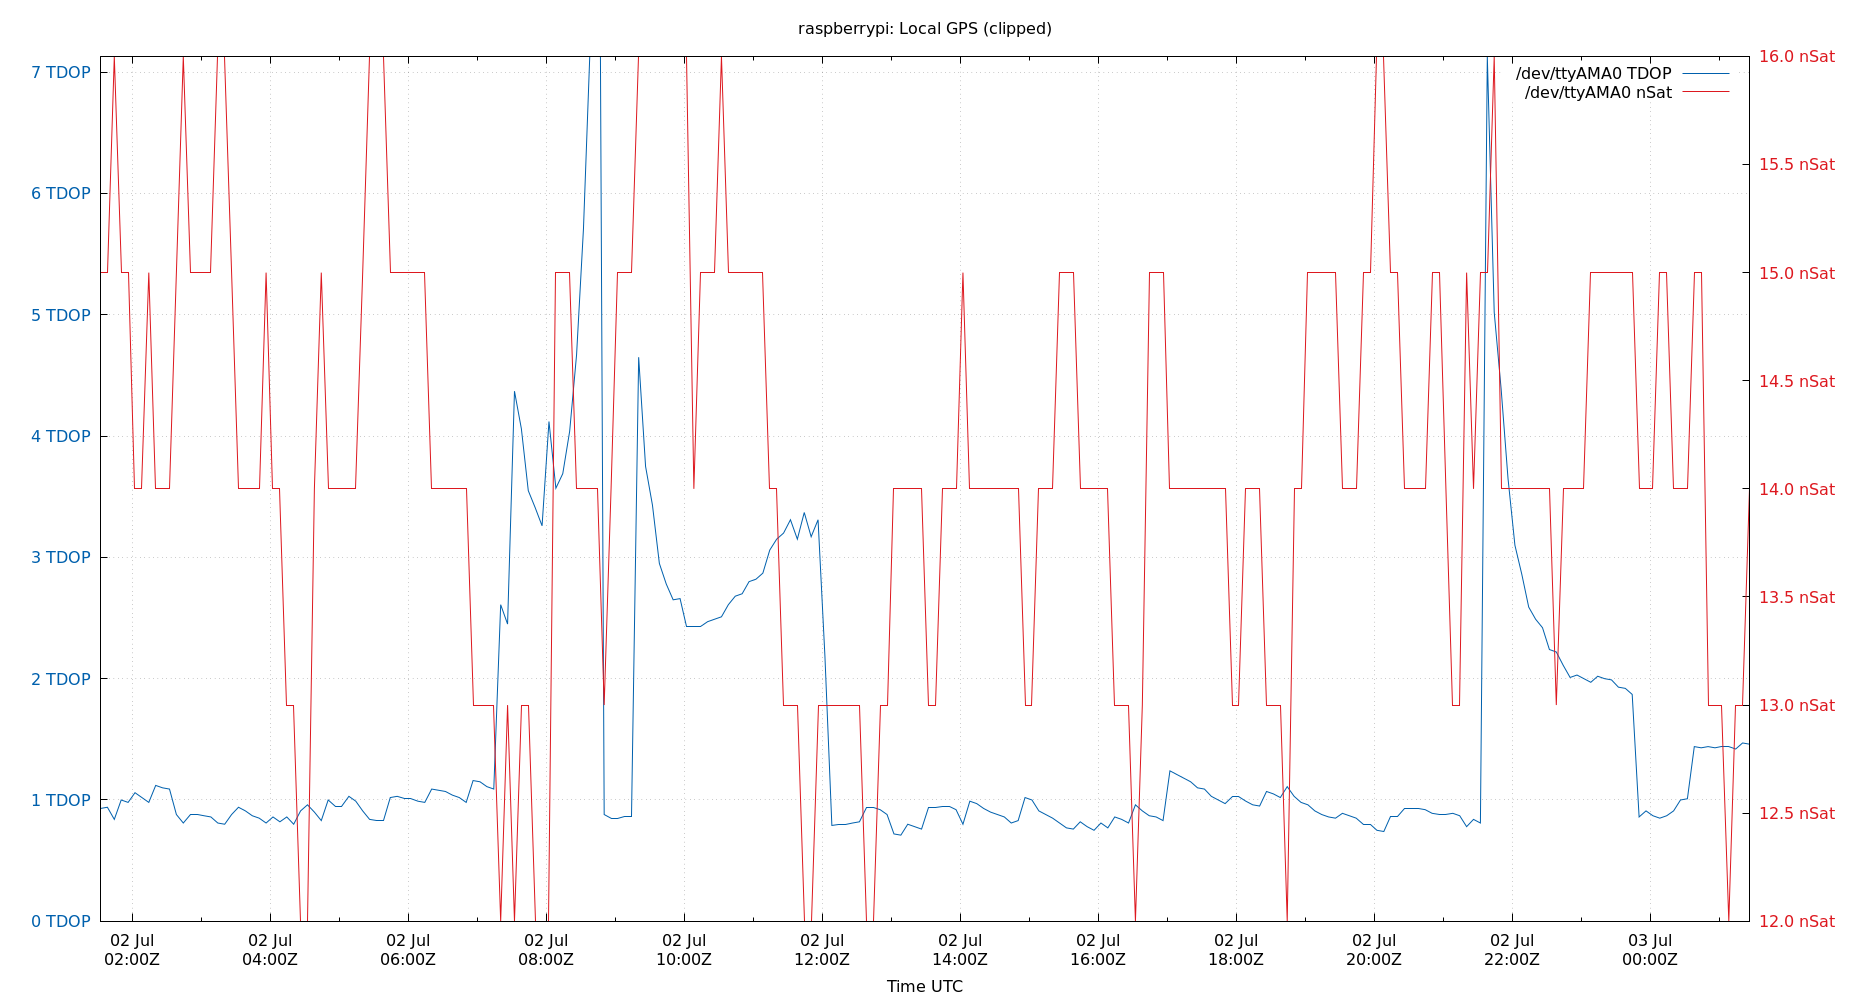 raspberrypi: Local GPS (clipped)
/dev/ttyAMA0 TDOP
/dev/ttyAMA0 nSat
7 TDOP
6 TDOP
5 TDOP
4 TDOP
3 TDOP
2 TDOP
1 TDOP
0 TDOP
16.0 nSat
15.5 nSat
15.0 nSat
14.5 nSat
14.0 nSat
13.5 nSat
13.0 nSat
12.5 nSat
12.0 nSat
02 Jul
02:00Z
02 Jul
04:00Z
02 Jul
06:00Z
02 Jul
08:00Z
02 Jul
10:00Z
02 Jul
12:00Z
02 Jul
14:00Z
02 Jul
16:00Z
02 Jul
18:00Z
02 Jul
20:00Z
02 Jul
22:00Z
03 Jul
00:00Z
Time UTC